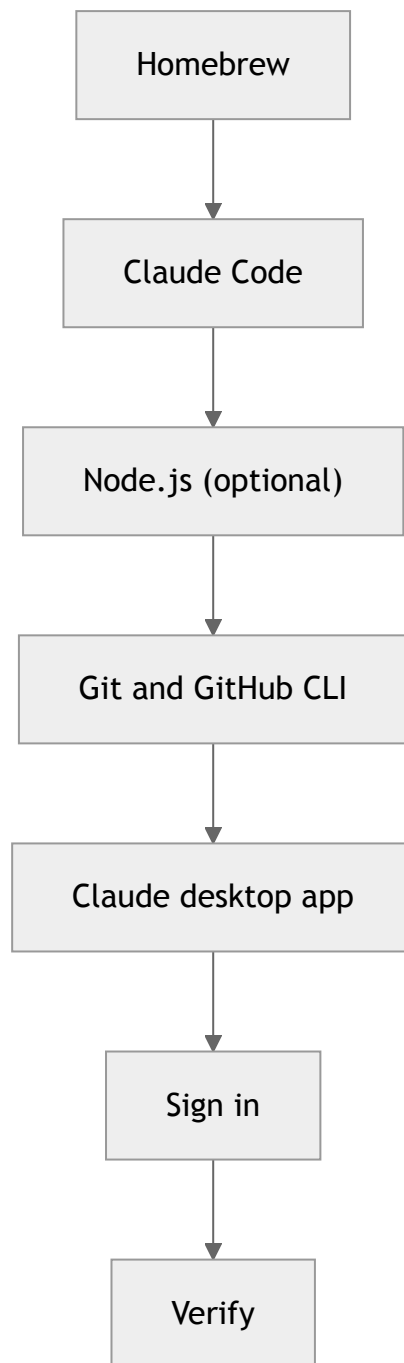 Homebrew
Claude Code
Node.js (optional)
Git and GitHub CLI
Claude desktop app
Sign in
Verify